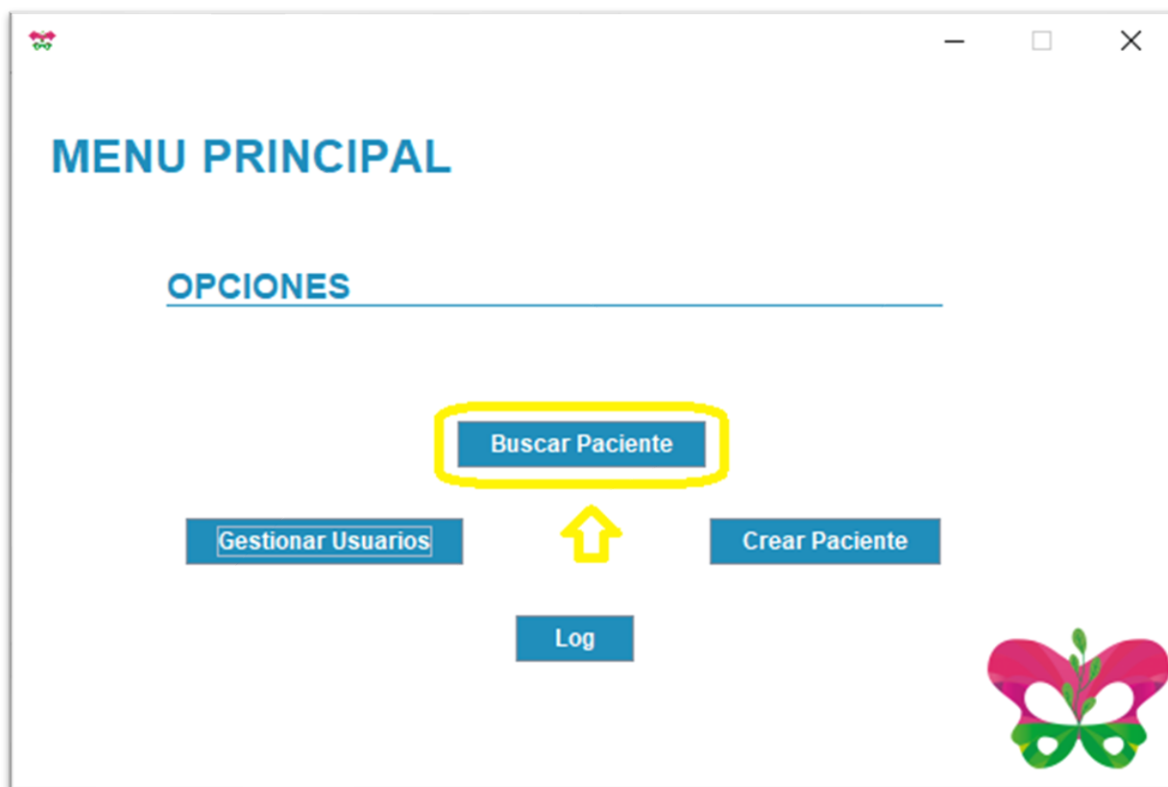 MENU PRINCIPAL
OPCIONES
Buscar Paciente
Gestionar Usuarios
Crear Paciente
Log